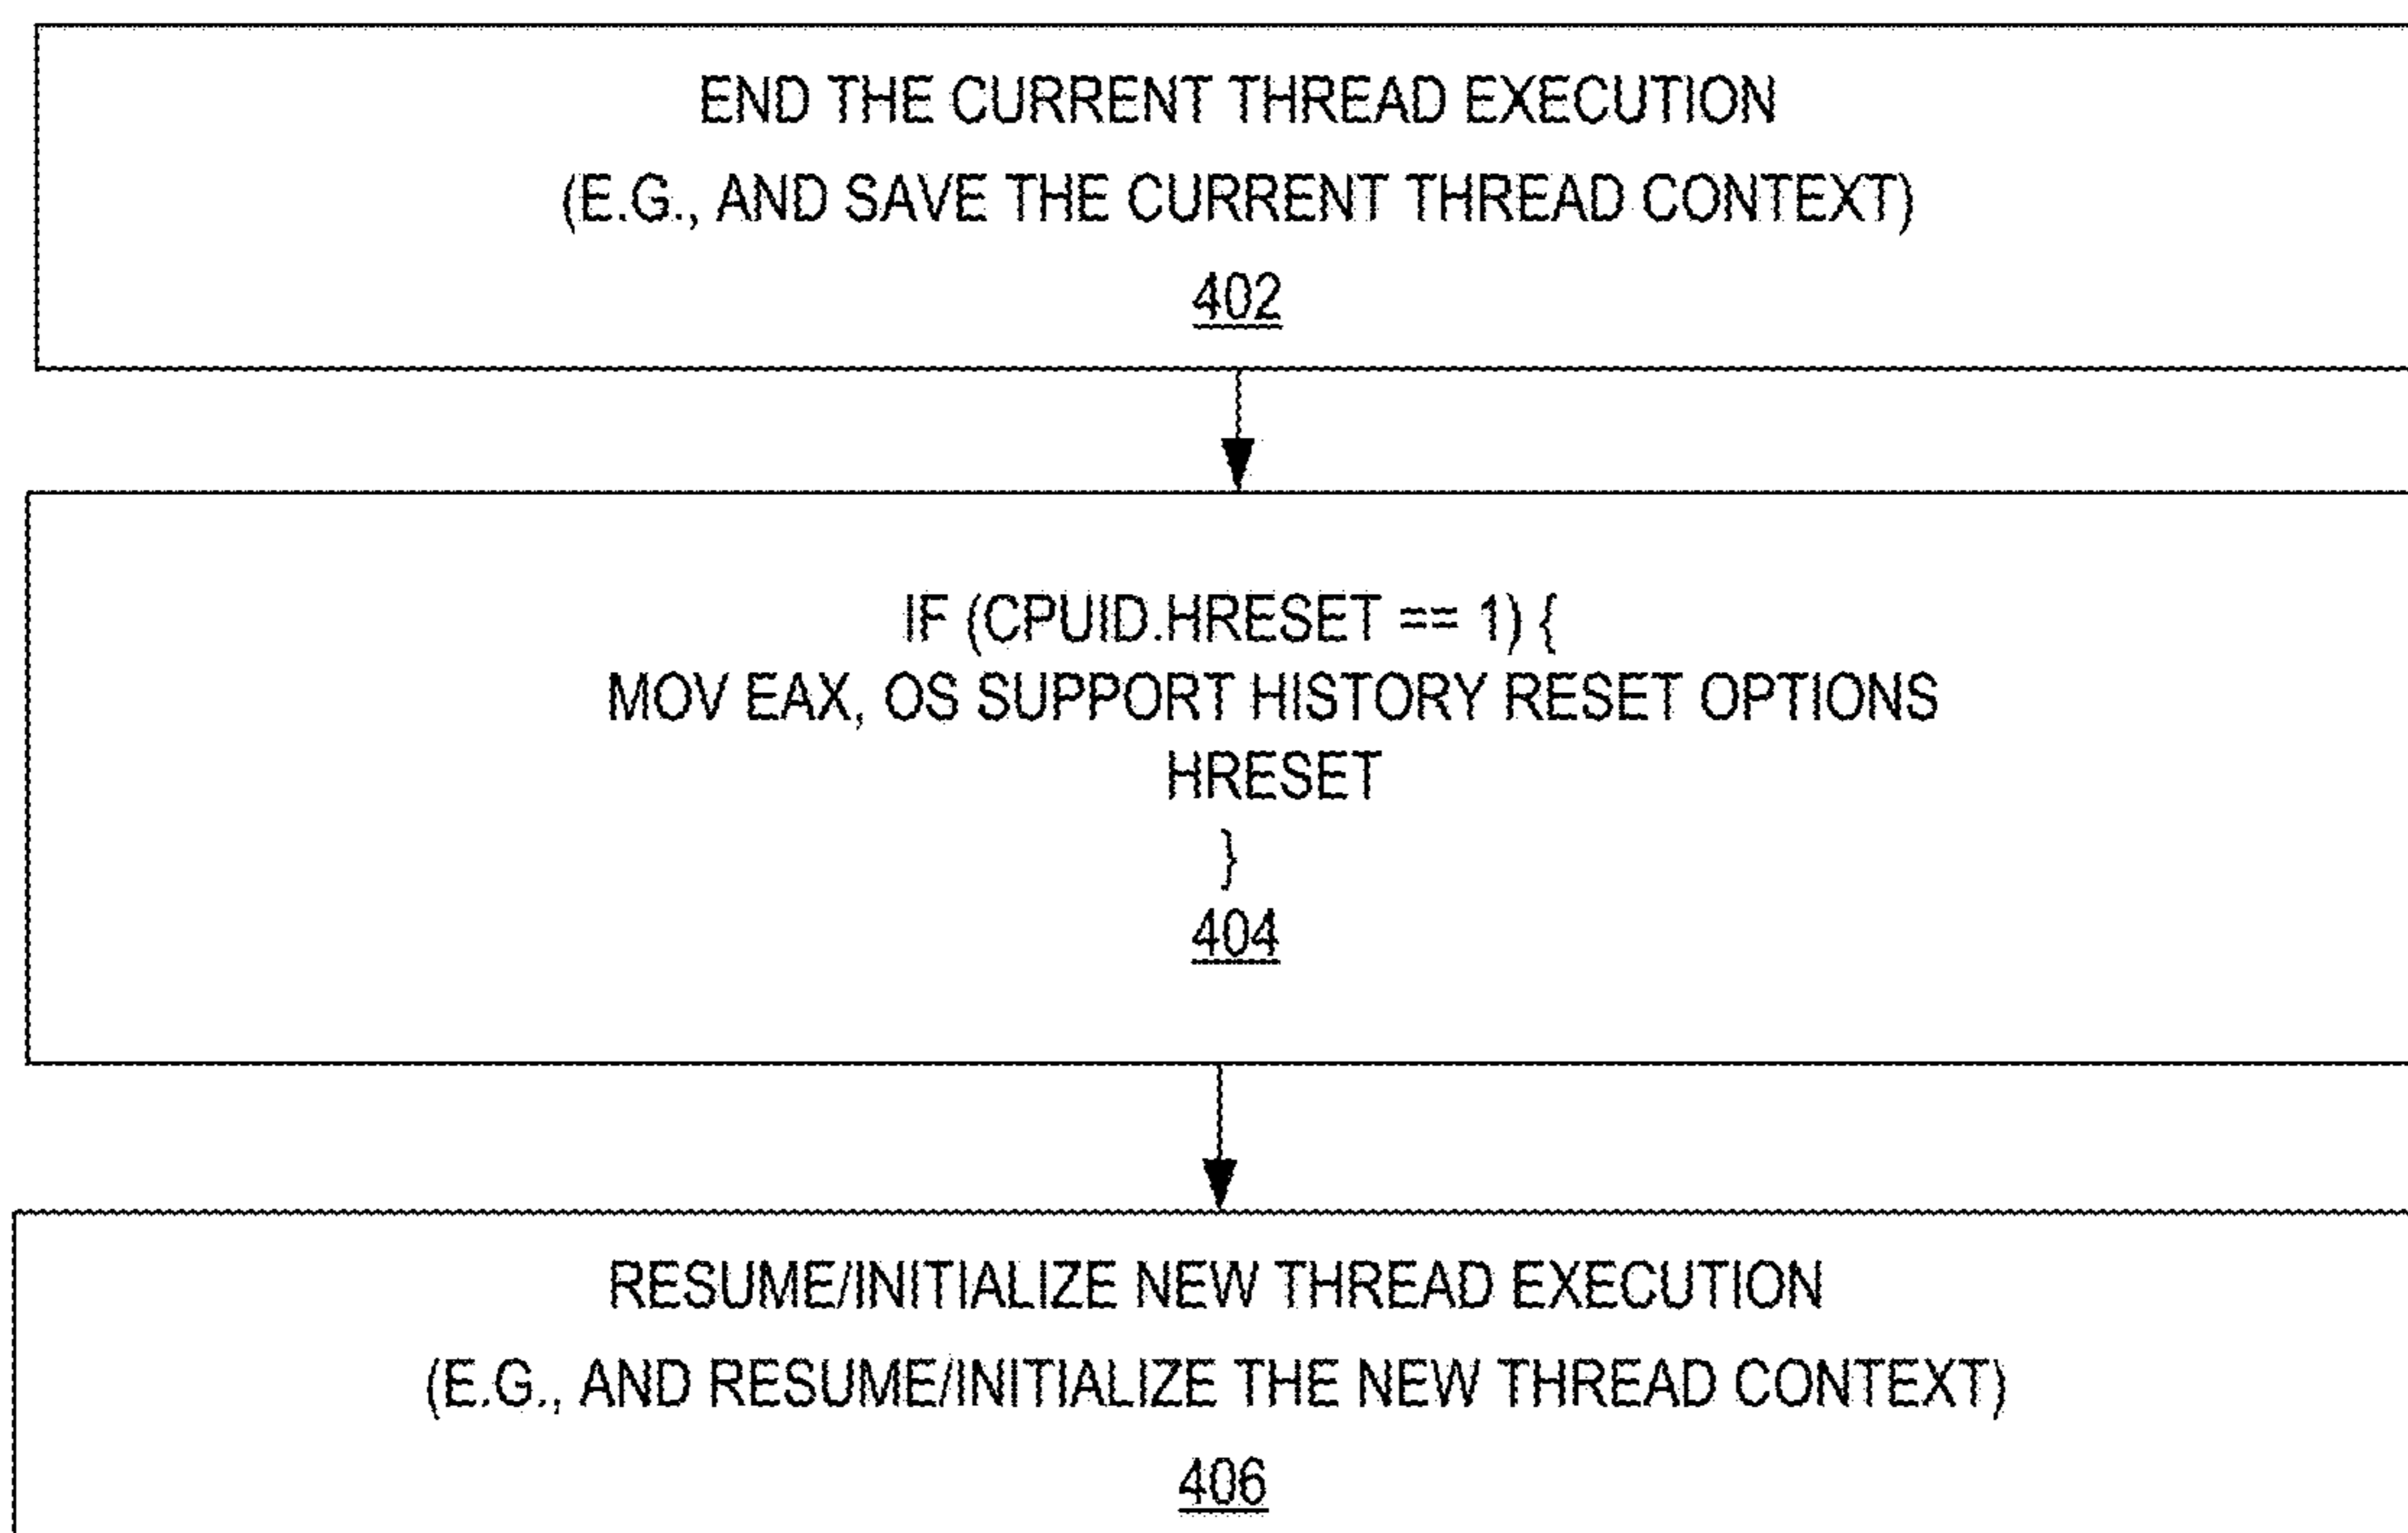 END THE CURRENT THREAD EXECUTION
(E.G., AND SAVE THE CURRENT THREAD CONTEXT)
402
IF (CPUID.HRESET == 1) {
MOV EAX, OS SUPPORT HISTORY RESET OPTIONS
HRESET
}
404
RESUME/INITIALIZE NEW THREAD EXECUTION
(E.G., AND RESUME/INITIALIZE THE NEW THREAD CONTEXT)
406